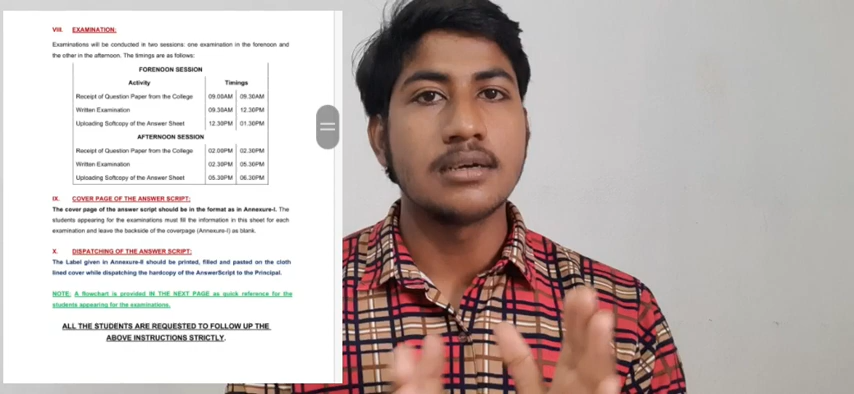 VIII. EXAMINATION:
Examinations will be conducted in two sessions: one examination in the forenoon and
the other in the afternoon. The timings are as follows:
FORENOON SESSION
Activity Timings
Receipt of Question Paper from the College 09.00AM 09.30AM
Written Examination 09.30AM 12.30PM
Uploading Softcopy of the Answer Sheet 12.30PM 01.30PM
AFTERNOON SESSION
Receipt of Question Paper from the College 02.00PM 02.30PM
Written Examination 02.30PM 05.30PM
Uploading Softcopy of the Answer Sheet 05.30PM 06.30PM
IX. COVER PAGE OF THE ANSWER SCRIPT:
The cover page of the answer script should be in the format as in Annexure-I. The
students appearing for the examinations must fill the information in this sheet for each
examination and leave the backside of the coverpage (Annexure-I) as blank.
X. DISPATCHING OF THE ANSWER SCRIPT:
The Label given in Annexure-II should be printed, filled and pasted on the cloth
lined cover while dispatching the hardcopy of the AnswerScript to the Principal.
NOTE: A flowchart is provided IN THE NEXT PAGE as quick reference for the
students appearing for the examinations.
ALL THE STUDENTS ARE REQUESTED TO FOLLOW UP THE
ABOVE INSTRUCTIONS STRICTLY.